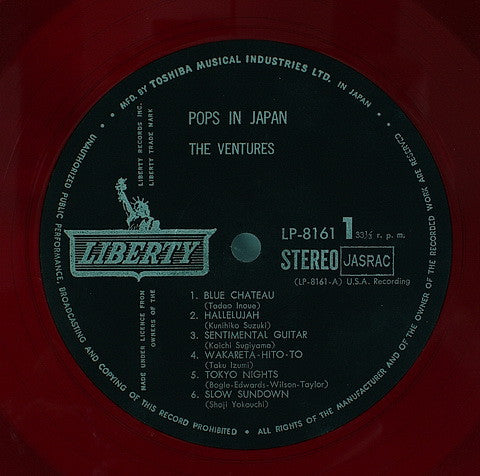 MFD. BY TOSHIBA MUSICAL INDUSTRIES LTD. IN JAPAN
UNAUTHORIZED PUBLIC PERFORMANCE, BROADCASTING AND COPYING OF THIS RECORD PROHIBITED • ALL RIGHTS OF THE MANUFACTURER AND OF THE OWNER OF THE RECORDED WORK ARE RESERVED
LIBERTY RECORDS INC.
LIBERTY TRADE MARK
MADE UNDER LICENCE FROM
OWNERS OF THE
POPS IN JAPAN
THE VENTURES
LIBERTY
LP-8161 1 33⅓ r. p. m.
STEREO JASRAC
(LP-8161-A) U.S.A. Recording
1. BLUE CHATEAU
(Tadao Inoue)
2. HALLELUJAH
(Kunihiko Suzuki)
3. SENTIMENTAL GUITAR
(Koichi Sugiyama)
4. WAKARETA-HITO-TO
(Taku Izumi)
5. TOKYO NIGHTS
(Bogle-Edwards-Wilson-Taylor)
6. SLOW SUNDOWN
(Shoji Yokouchi)